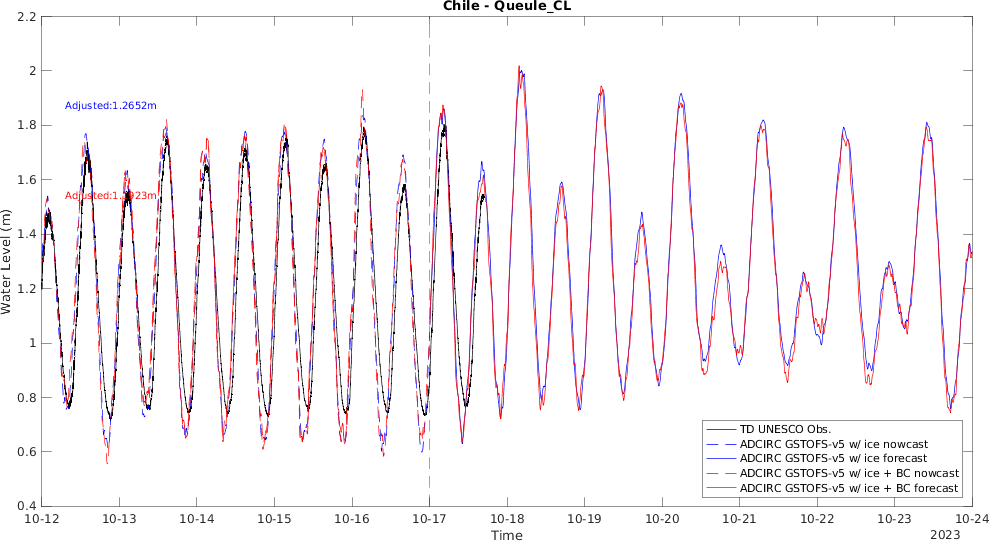 Chile - Queule_CL
Water Level (m)
2.2
2
1.8
1.6
1.4
1.2
1
0.8
0.6
0.4
Adjusted:1.2652m
10-12
10-13
10-14
10-15
10-16
10-17
10-18
10-19
10-20
10-21
10-22
10-23
10-24
2023
Time
TD UNESCO Obs.
ADCIRC GSTOFS-v5 w/ ice nowcast
ADCIRC GSTOFS-v5 w/ ice forecast
ADCIRC GSTOFS-v5 w/ ice + BC nowcast
ADCIRC GSTOFS-v5 w/ ice + BC forecast